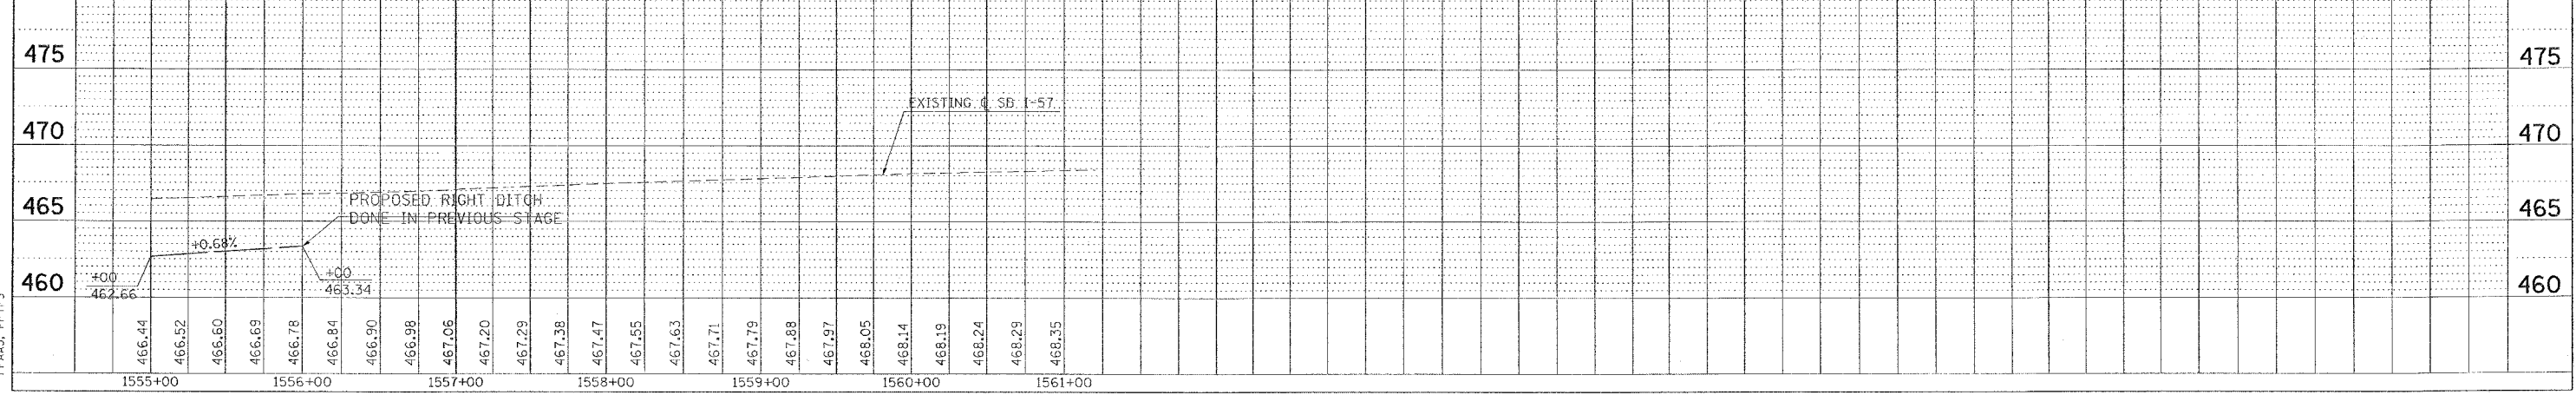 475 475
EXISTING ℄ SB I-57
470 470
PROPOSED RIGHT DITCH
DONE IN PREVIOUS STAGE
465 465
+0.68%
+00
462.66
+00
463.34
460 460
466.44 466.52 466.60 466.69 466.78 466.84 466.90 466.98 467.06 467.20 467.29 467.38 467.47 467.55 467.63 467.71 467.79 467.88 467.97 468.05 468.14 468.19 468.24 468.29 468.35
1555+00 1556+00 1557+00 1558+00 1559+00 1560+00 1561+00